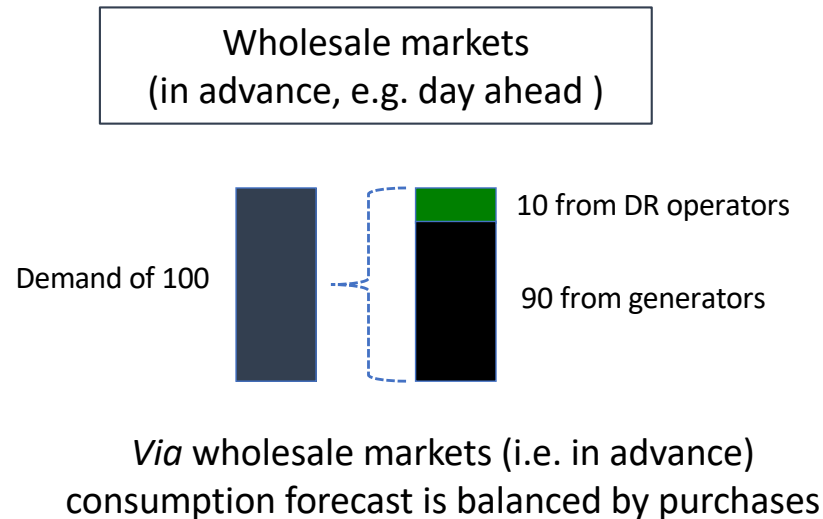 Wholesale markets
(in advance, e.g. day ahead )
10 from DR operators
Demand of 100
90 from generators
Via wholesale markets (i.e. in advance)
consumption forecast is balanced by purchases